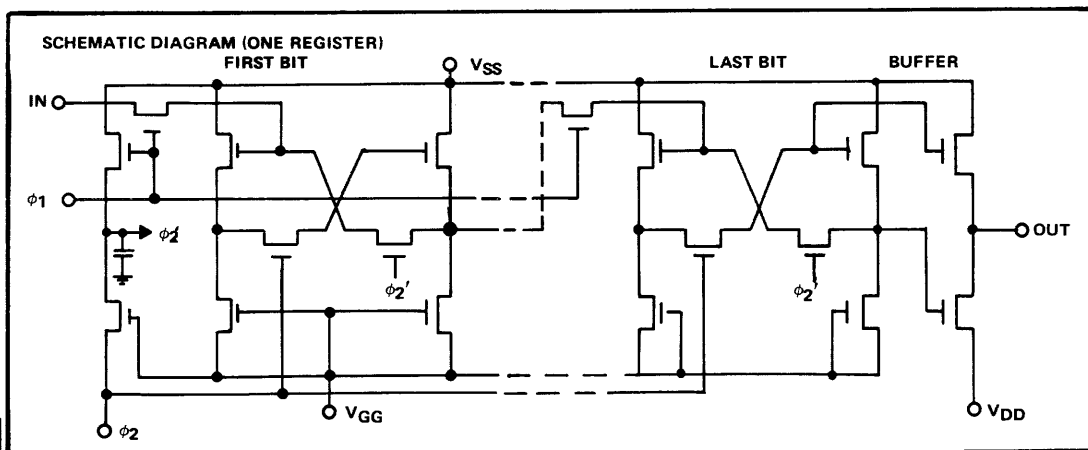 SCHEMATIC DIAGRAM (ONE REGISTER)
FIRST BIT
VSS
LAST BIT
BUFFER
IN
ϕ1
ϕ2'
ϕ2'
ϕ2'
OUT
VGG
VDD
ϕ2